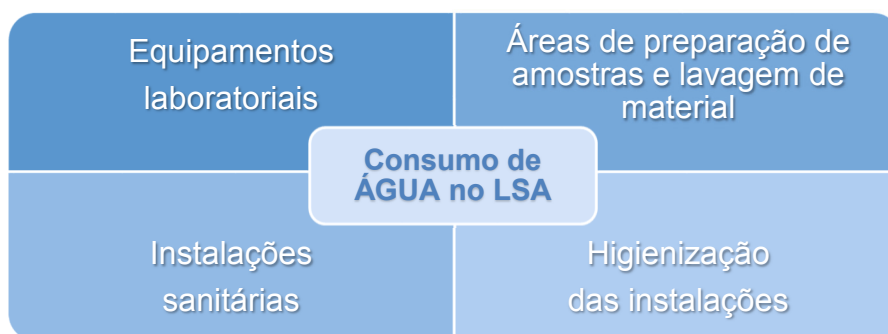 Equipamentos
laboratoriais
Áreas de preparação de
amostras e lavagem de
material
Consumo de
ÁGUA no LSA
Instalações
sanitárias
Higienização
das instalações